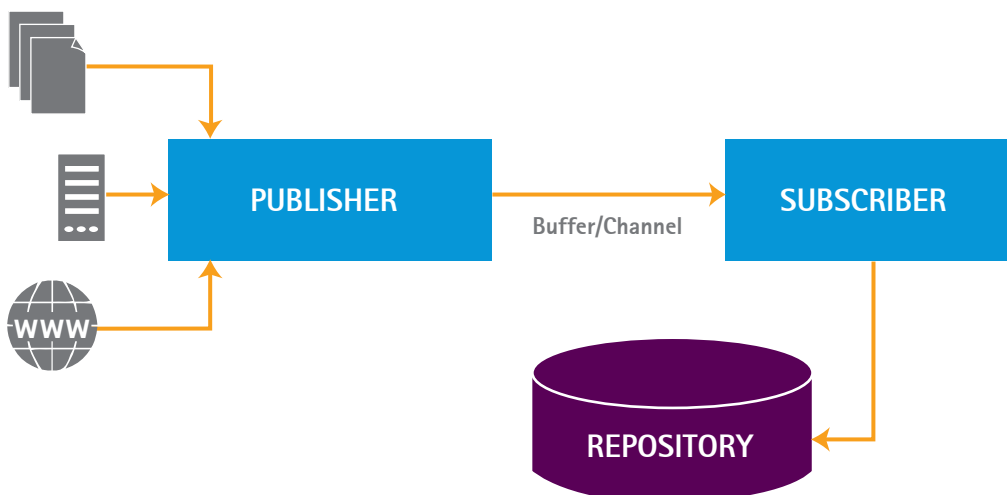 PUBLISHER
SUBSCRIBER
Buffer/Channel
WWW
REPOSITORY